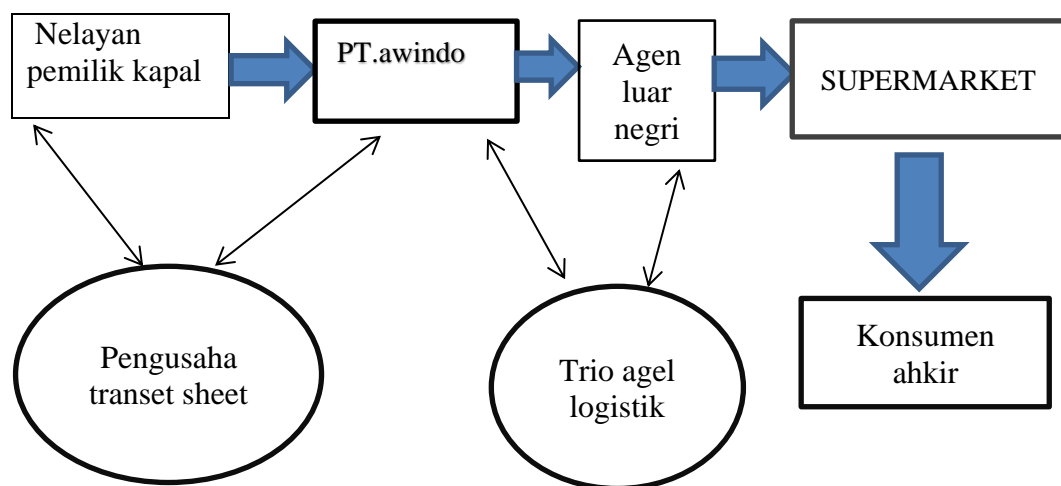 Nelayan
pemilik kapal
PT.awindo
Agen
luar
negri
SUPERMARKET
Pengusaha
transet sheet
Trio agel
logistik
Konsumen
ahkir